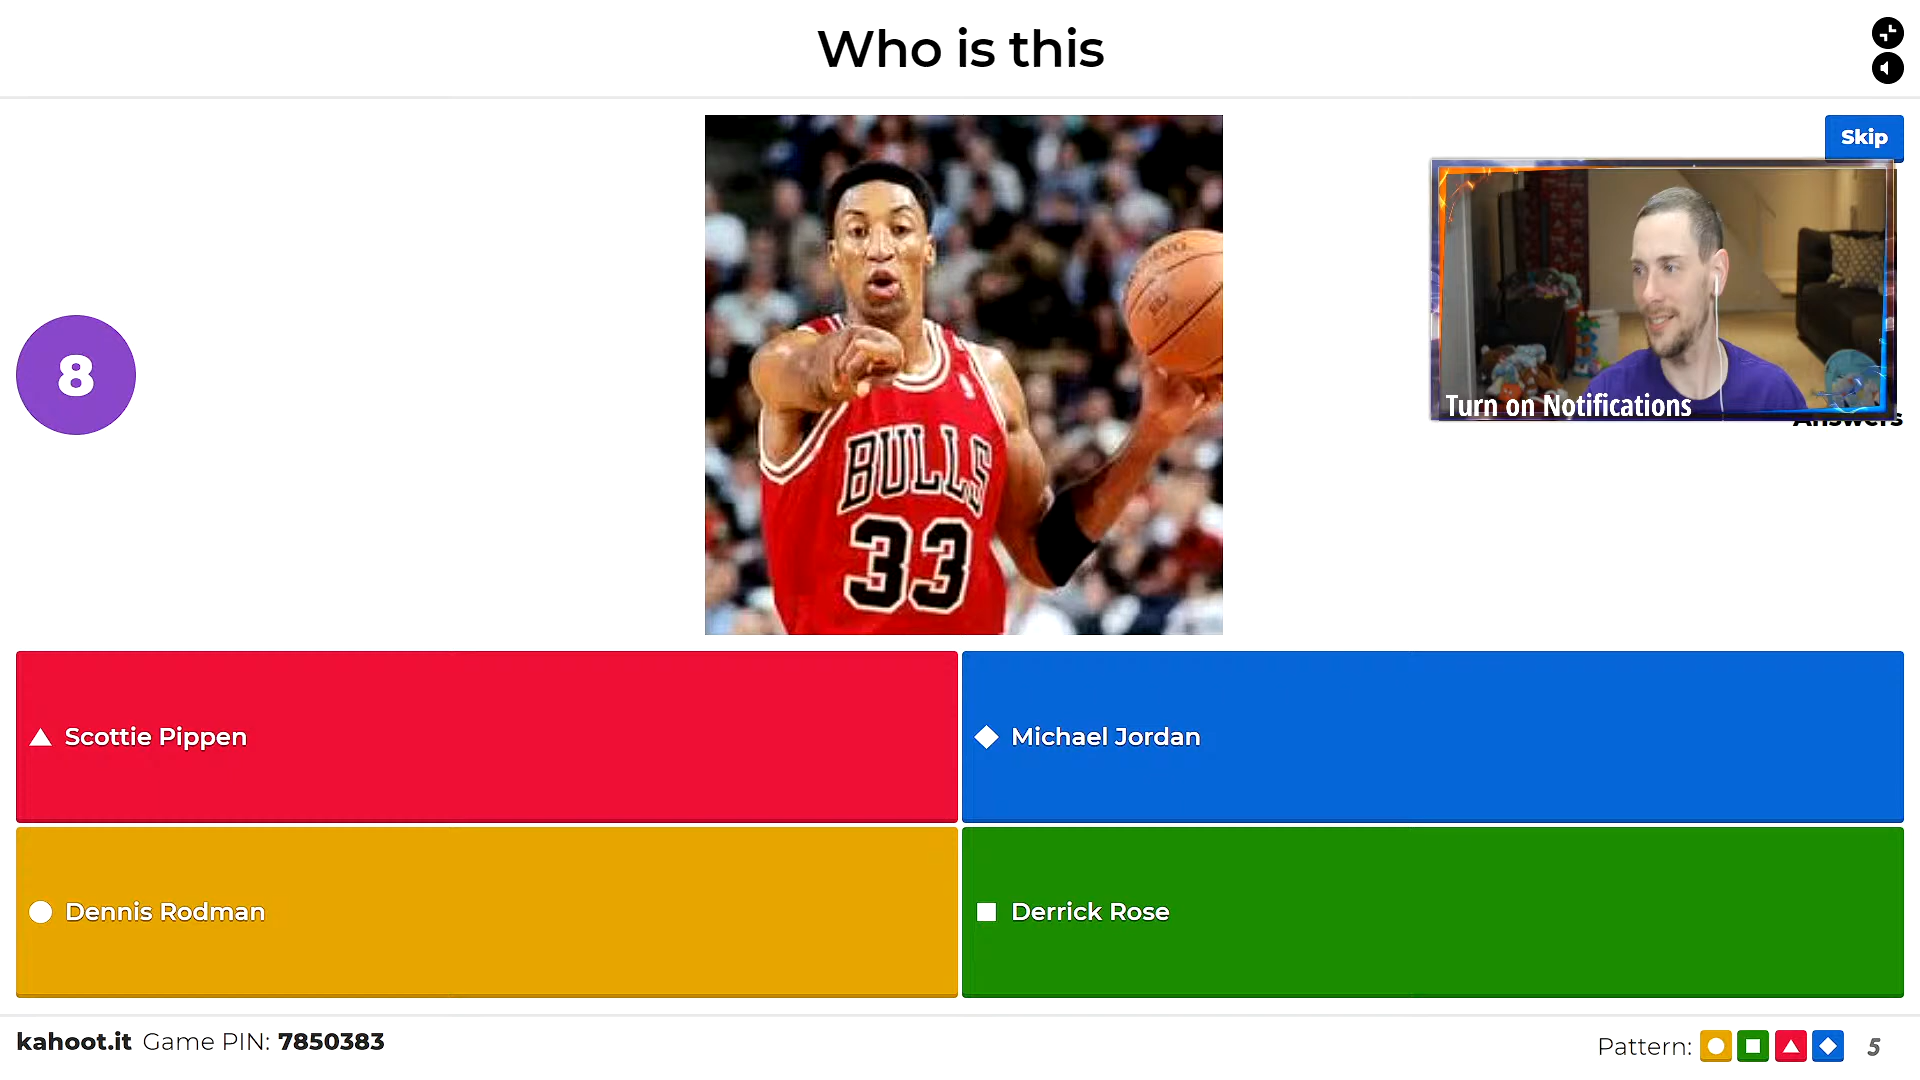 Who is this
Skip
8
BULLS
33
Turn on Notifications
Answers
Scottie Pippen
Michael Jordan
Dennis Rodman
Derrick Rose
kahoot.it Game PIN: 7850383
Pattern: 5